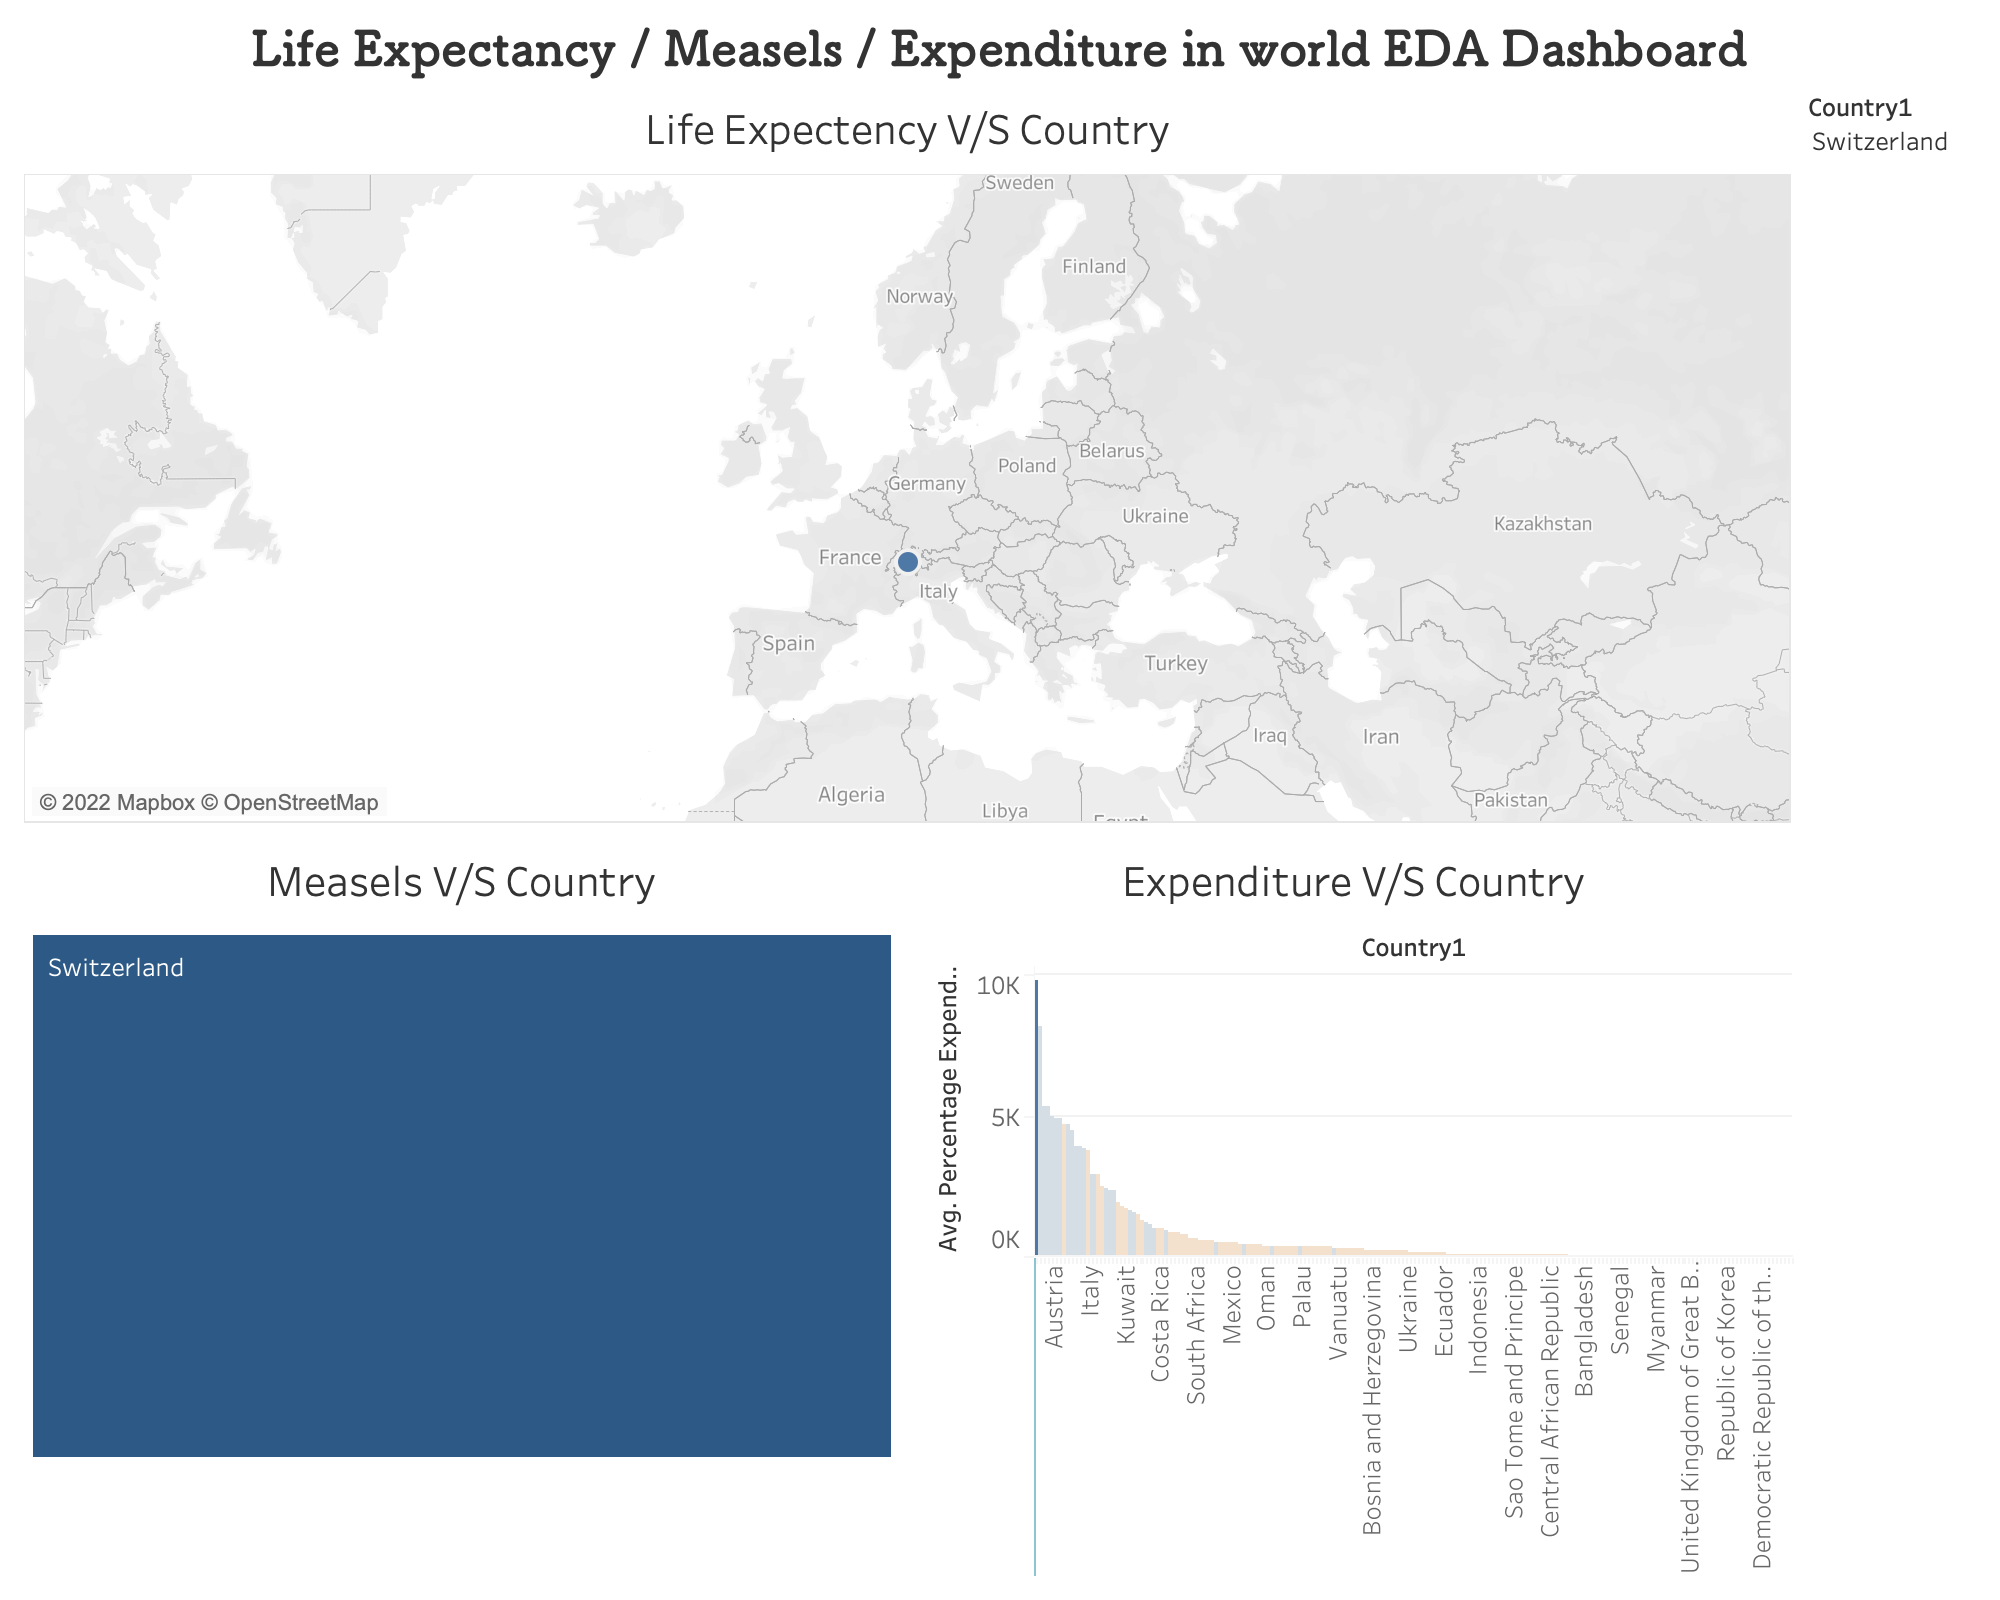 Life Expectancy / Measels / Expenditure in world EDA Dashboard
Life Expectency V/S Country
Country1
Switzerland
Sweden
Finland
Norway
Belarus
Poland
Germany
Ukraine
Kazakhstan
France
Italy
Spain
Turkey
Iraq
Iran
Algeria
Pakistan
Libya
Egypt
© 2022 Mapbox © OpenStreetMap
Measels V/S Country
Switzerland
Expenditure V/S Country
Country1
Avg. Percentage Expend..
10K
5K
0K
Austria
Italy
Kuwait
Costa Rica
South Africa
Mexico
Oman
Palau
Vanuatu
Bosnia and Herzegovina
Ukraine
Ecuador
Indonesia
Sao Tome and Principe
Central African Republic
Bangladesh
Senegal
Myanmar
United Kingdom of Great B..
Republic of Korea
Democratic Republic of th..